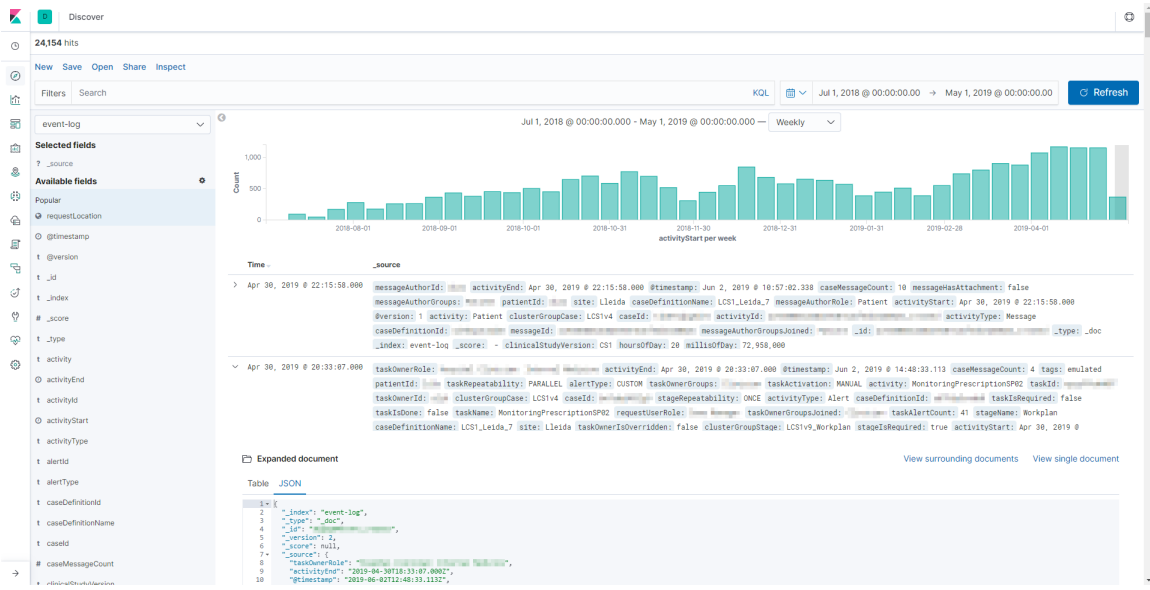 D Discover
24,154 hits
New Save Open Share Inspect
Filters Search KQL Jul 1, 2018 @ 00:00:00.00 → May 1, 2019 @ 00:00:00.00 Refresh
event-log
Jul 1, 2018 @ 00:00:00.000 - May 1, 2019 @ 00:00:00.000 — Weekly
Selected fields
? _source
Available fields
Popular
requestLocation
@timestamp
t @version
t _id
t _index
# _score
t _type
t activity
activityEnd
t activityId
activityStart
t activityType
t alertId
t alertType
t caseDefinitionId
t caseDefinitionName
t caseId
# caseMessageCount
t clinicalStudyVersion
Count
1,000
500
0
2018-08-01 2018-09-01 2018-10-01 2018-10-31 2018-11-30 2018-12-31 2019-01-31 2019-02-28 2019-04-01
activityStart per week
Time _source
Apr 30, 2019 @ 22:15:58.000 messageAuthorId: activityEnd: Apr 30, 2019 @ 22:15:58.000 @timestamp: Jun 2, 2019 @ 10:57:02.338 caseMessageCount: 10 messageHasAttachment: false
messageAuthorGroups: patientId: site: Lleida caseDefinitionName: LCS1_Leida_7 messageAuthorRole: Patient activityStart: Apr 30, 2019 @ 22:15:58.000
@version: 1 activity: Patient clusterGroupCase: LCS1v4 caseId: activityId: activityType: Message
caseDefinitionId: messageId: messageAuthorGroupsJoined: _id: _type: _doc
_index: event-log _score: - clinicalStudyVersion: CS1 hoursOfDay: 20 millisOfDay: 72,958,000
Apr 30, 2019 @ 20:33:07.000 taskOwnerRole: activityEnd: Apr 30, 2019 @ 20:33:07.000 @timestamp: Jun 2, 2019 @ 14:48:33.113 caseMessageCount: 4 tags: emulated
patientId: taskRepeatability: PARALLEL alertType: CUSTOM taskOwnerGroups: taskActivation: MANUAL activity: MonitoringPrescriptionSP02 taskId:
taskOwnerId: clusterGroupCase: LCS1v4 caseId: stageRepeatability: ONCE activityType: Alert caseDefinitionId: taskIsRequired: false
taskIsDone: false taskName: MonitoringPrescriptionSP02 requestUserRole: taskOwnerGroupsJoined: taskAlertCount: 41 stageName: Workplan
caseDefinitionName: LCS1_Leida_7 site: Lleida taskOwnerIsOverridden: false clusterGroupStage: LCS1v9_Workplan stageIsRequired: true activityStart: Apr 30, 2019 @
Expanded document View surrounding documents View single document
Table JSON
1 {
2 "_index": "event-log",
3 "_type": "_doc",
4 "_id": "
5 "_version": 2,
6 "_score": null,
7 "_source": {
8 "taskOwnerRole": "
9 "activityEnd": "2019-04-30T18:33:07.000Z",
10 "@timestamp": "2019-06-02T12:48:33.113Z",